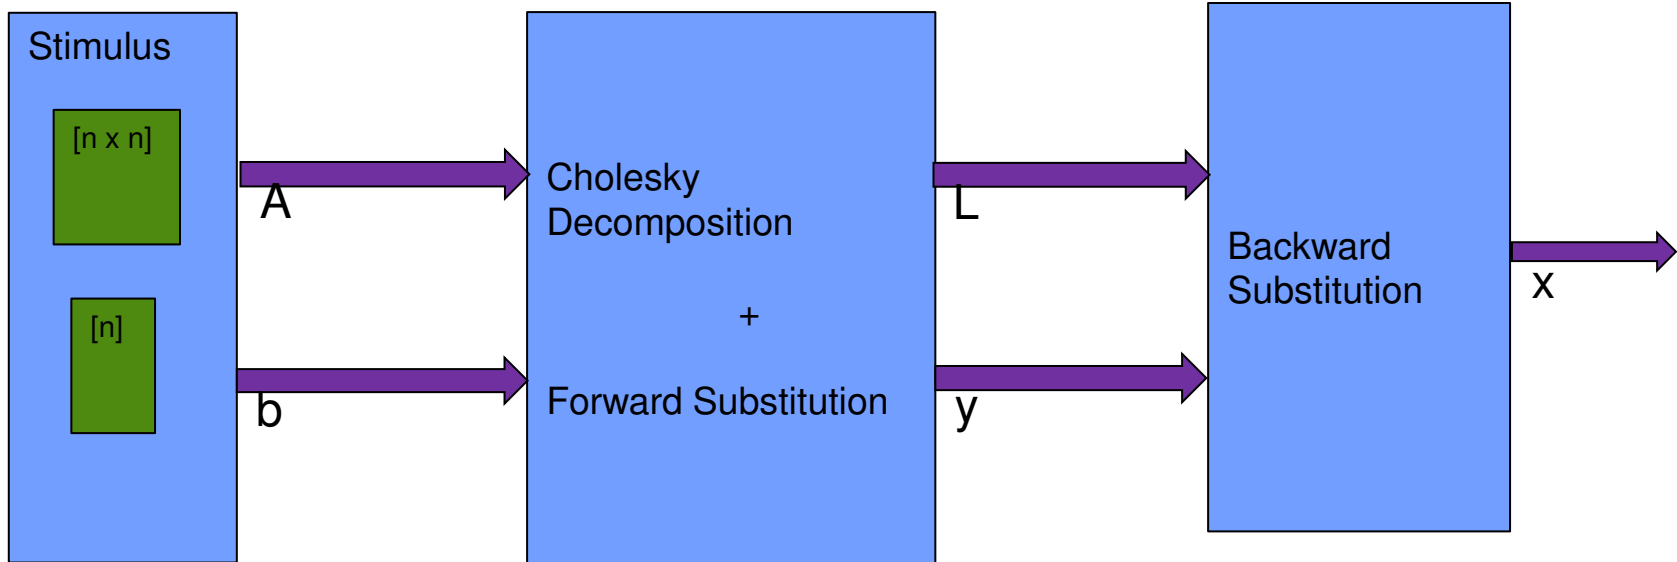 Stimulus
[n x n]
[n]
A
b
Cholesky
Decomposition
+
Forward Substitution
L
y
Backward
Substitution
x